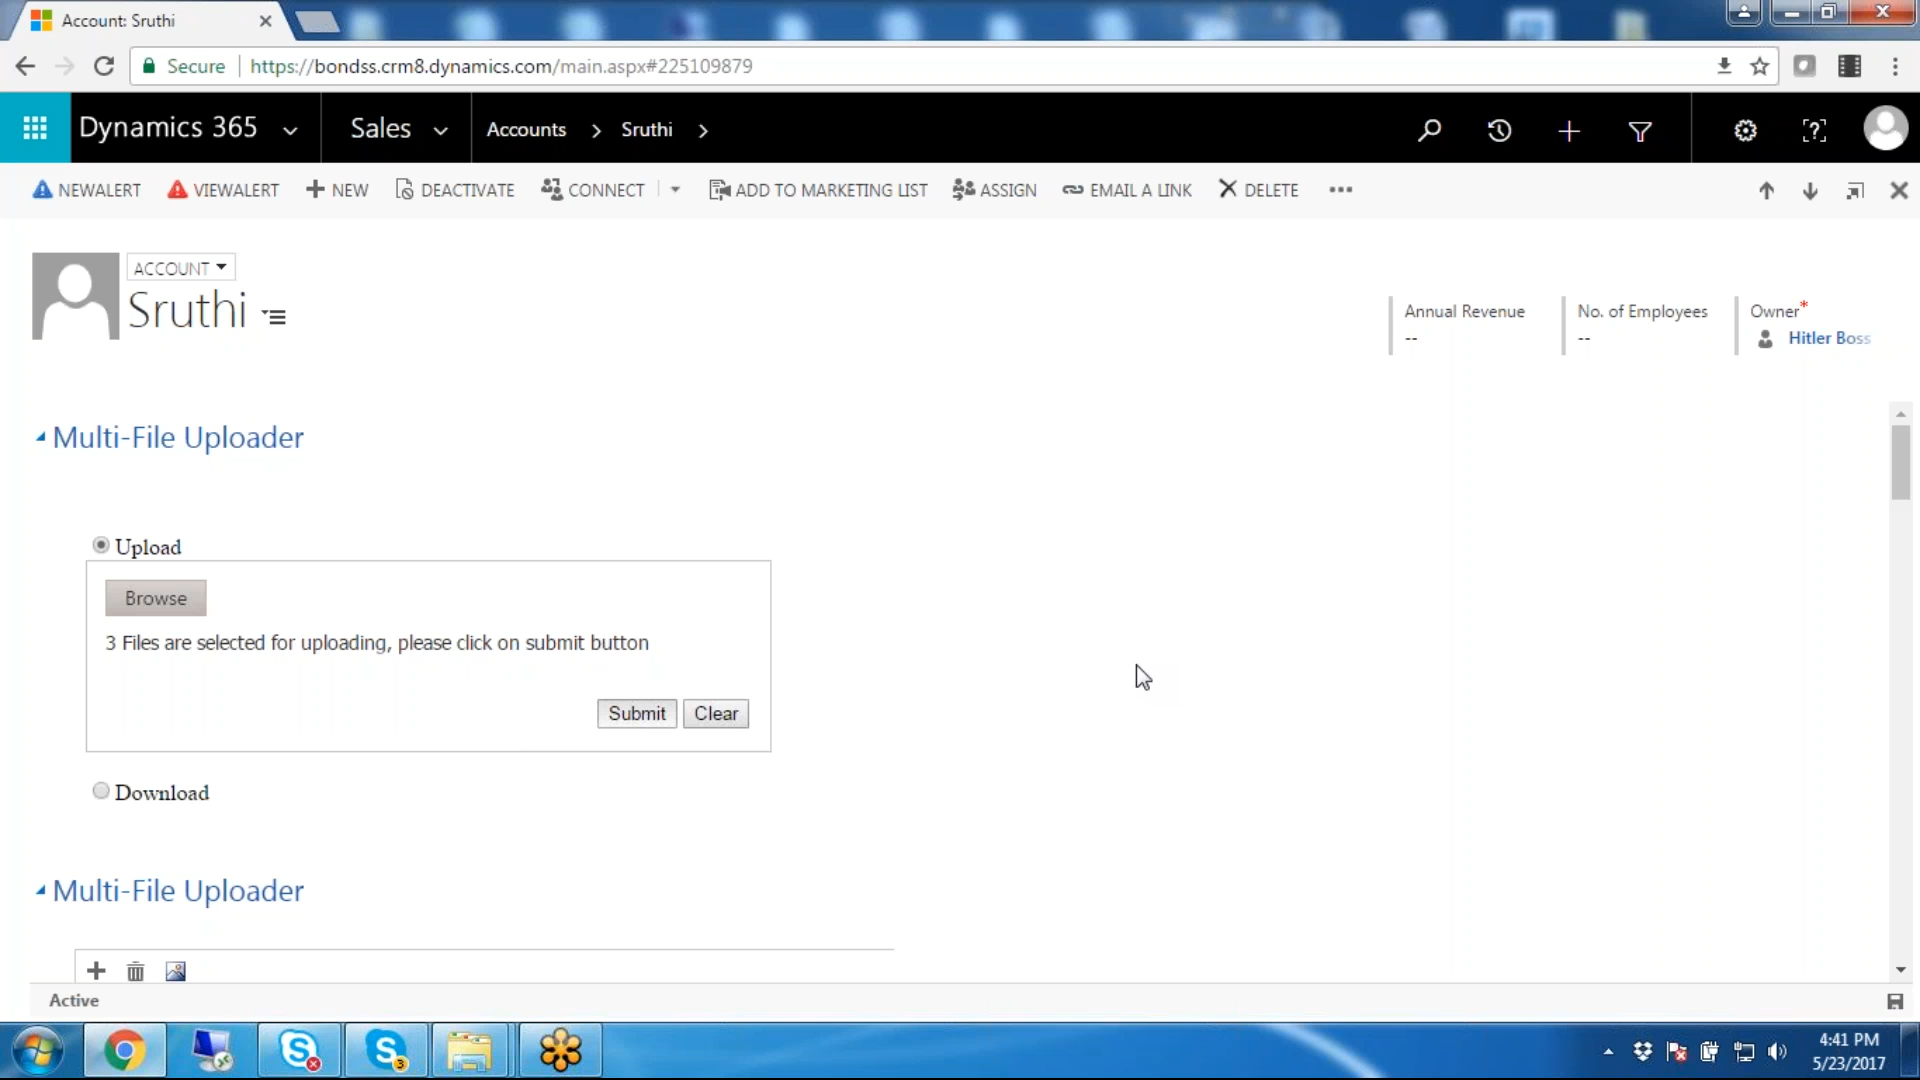 Account: Sruthi
Secure https://bondss.crm8.dynamics.com/main.aspx#225109879
Dynamics 365 Sales Accounts Sruthi
NEWALERT VIEWALERT NEW DEACTIVATE CONNECT ADD TO MARKETING LIST ASSIGN EMAIL A LINK DELETE
ACCOUNT
Sruthi
Annual Revenue
--
No. of Employees
--
Owner*
Hitler Boss
Multi-File Uploader
Upload
Browse
3 Files are selected for uploading, please click on submit button
Submit Clear
Download
Multi-File Uploader
Active
3
4:41 PM
5/23/2017